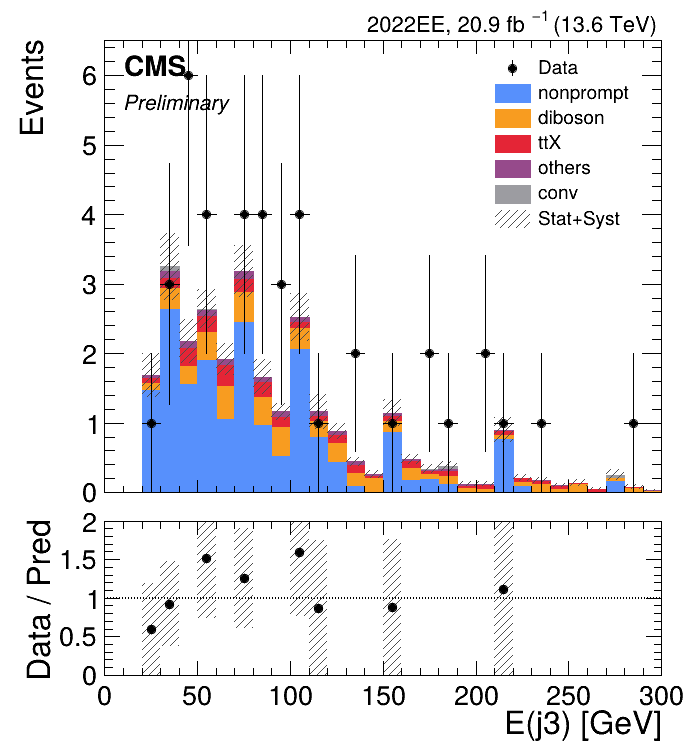 2022EE, 20.9 fb⁻¹ (13.6 TeV)
Events
CMS
Preliminary
Data
nonprompt
diboson
ttX
others
conv
Stat+Syst
6
5
4
3
2
1
0
Data / Pred
2
1.5
1
0.5
0
0 50 100 150 200 250 300
E(j3) [GeV]